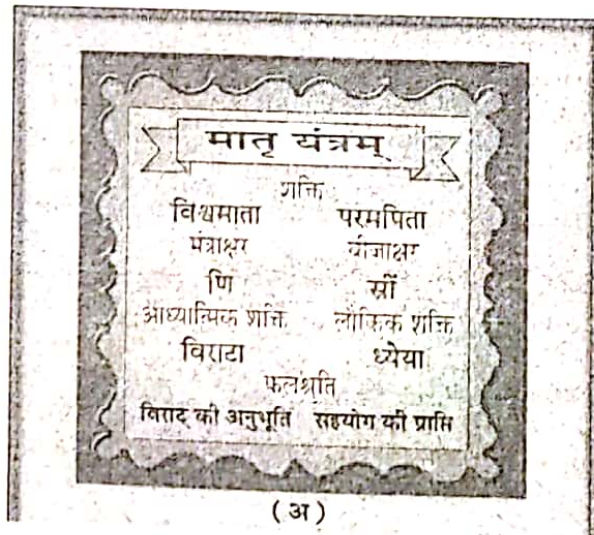 मातृ यंत्रम्
शक्ति
विश्वमाता परमपिता
मंत्राक्षर बीजाक्षर
णि स्रीं
आध्यात्मिक शक्ति लौकिक शक्ति
विराटा ध्येया
फलश्रुति
विराट् की अनुभूति सहयोग की प्राप्ति
(अ)